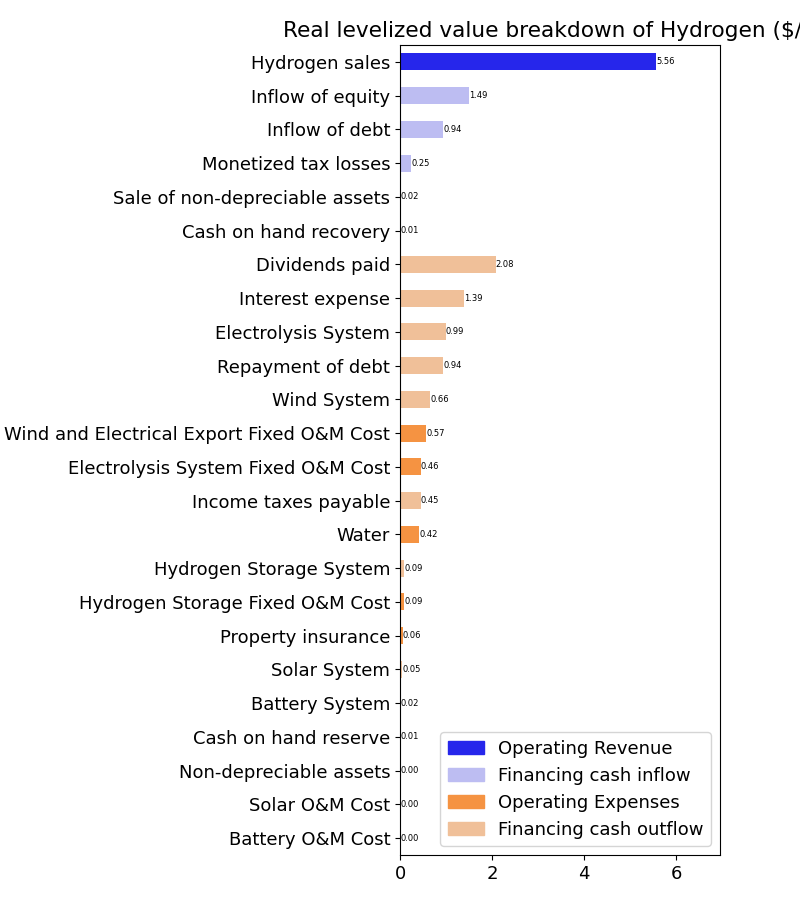 Real levelized value breakdown of Hydrogen ($/
Hydrogen sales 5.56
Inflow of equity 1.49
Inflow of debt 0.94
Monetized tax losses 0.25
Sale of non-depreciable assets 0.02
Cash on hand recovery 0.01
Dividends paid 2.08
Interest expense 1.39
Electrolysis System 0.99
Repayment of debt 0.94
Wind System 0.66
Wind and Electrical Export Fixed O&M Cost 0.57
Electrolysis System Fixed O&M Cost 0.46
Income taxes payable 0.45
Water 0.42
Hydrogen Storage System 0.09
Hydrogen Storage Fixed O&M Cost 0.09
Property insurance 0.06
Solar System 0.05
Battery System 0.02
Cash on hand reserve 0.01
Non-depreciable assets 0.00
Solar O&M Cost 0.00
Battery O&M Cost 0.00
Operating Revenue
Financing cash inflow
Operating Expenses
Financing cash outflow
0 2 4 6